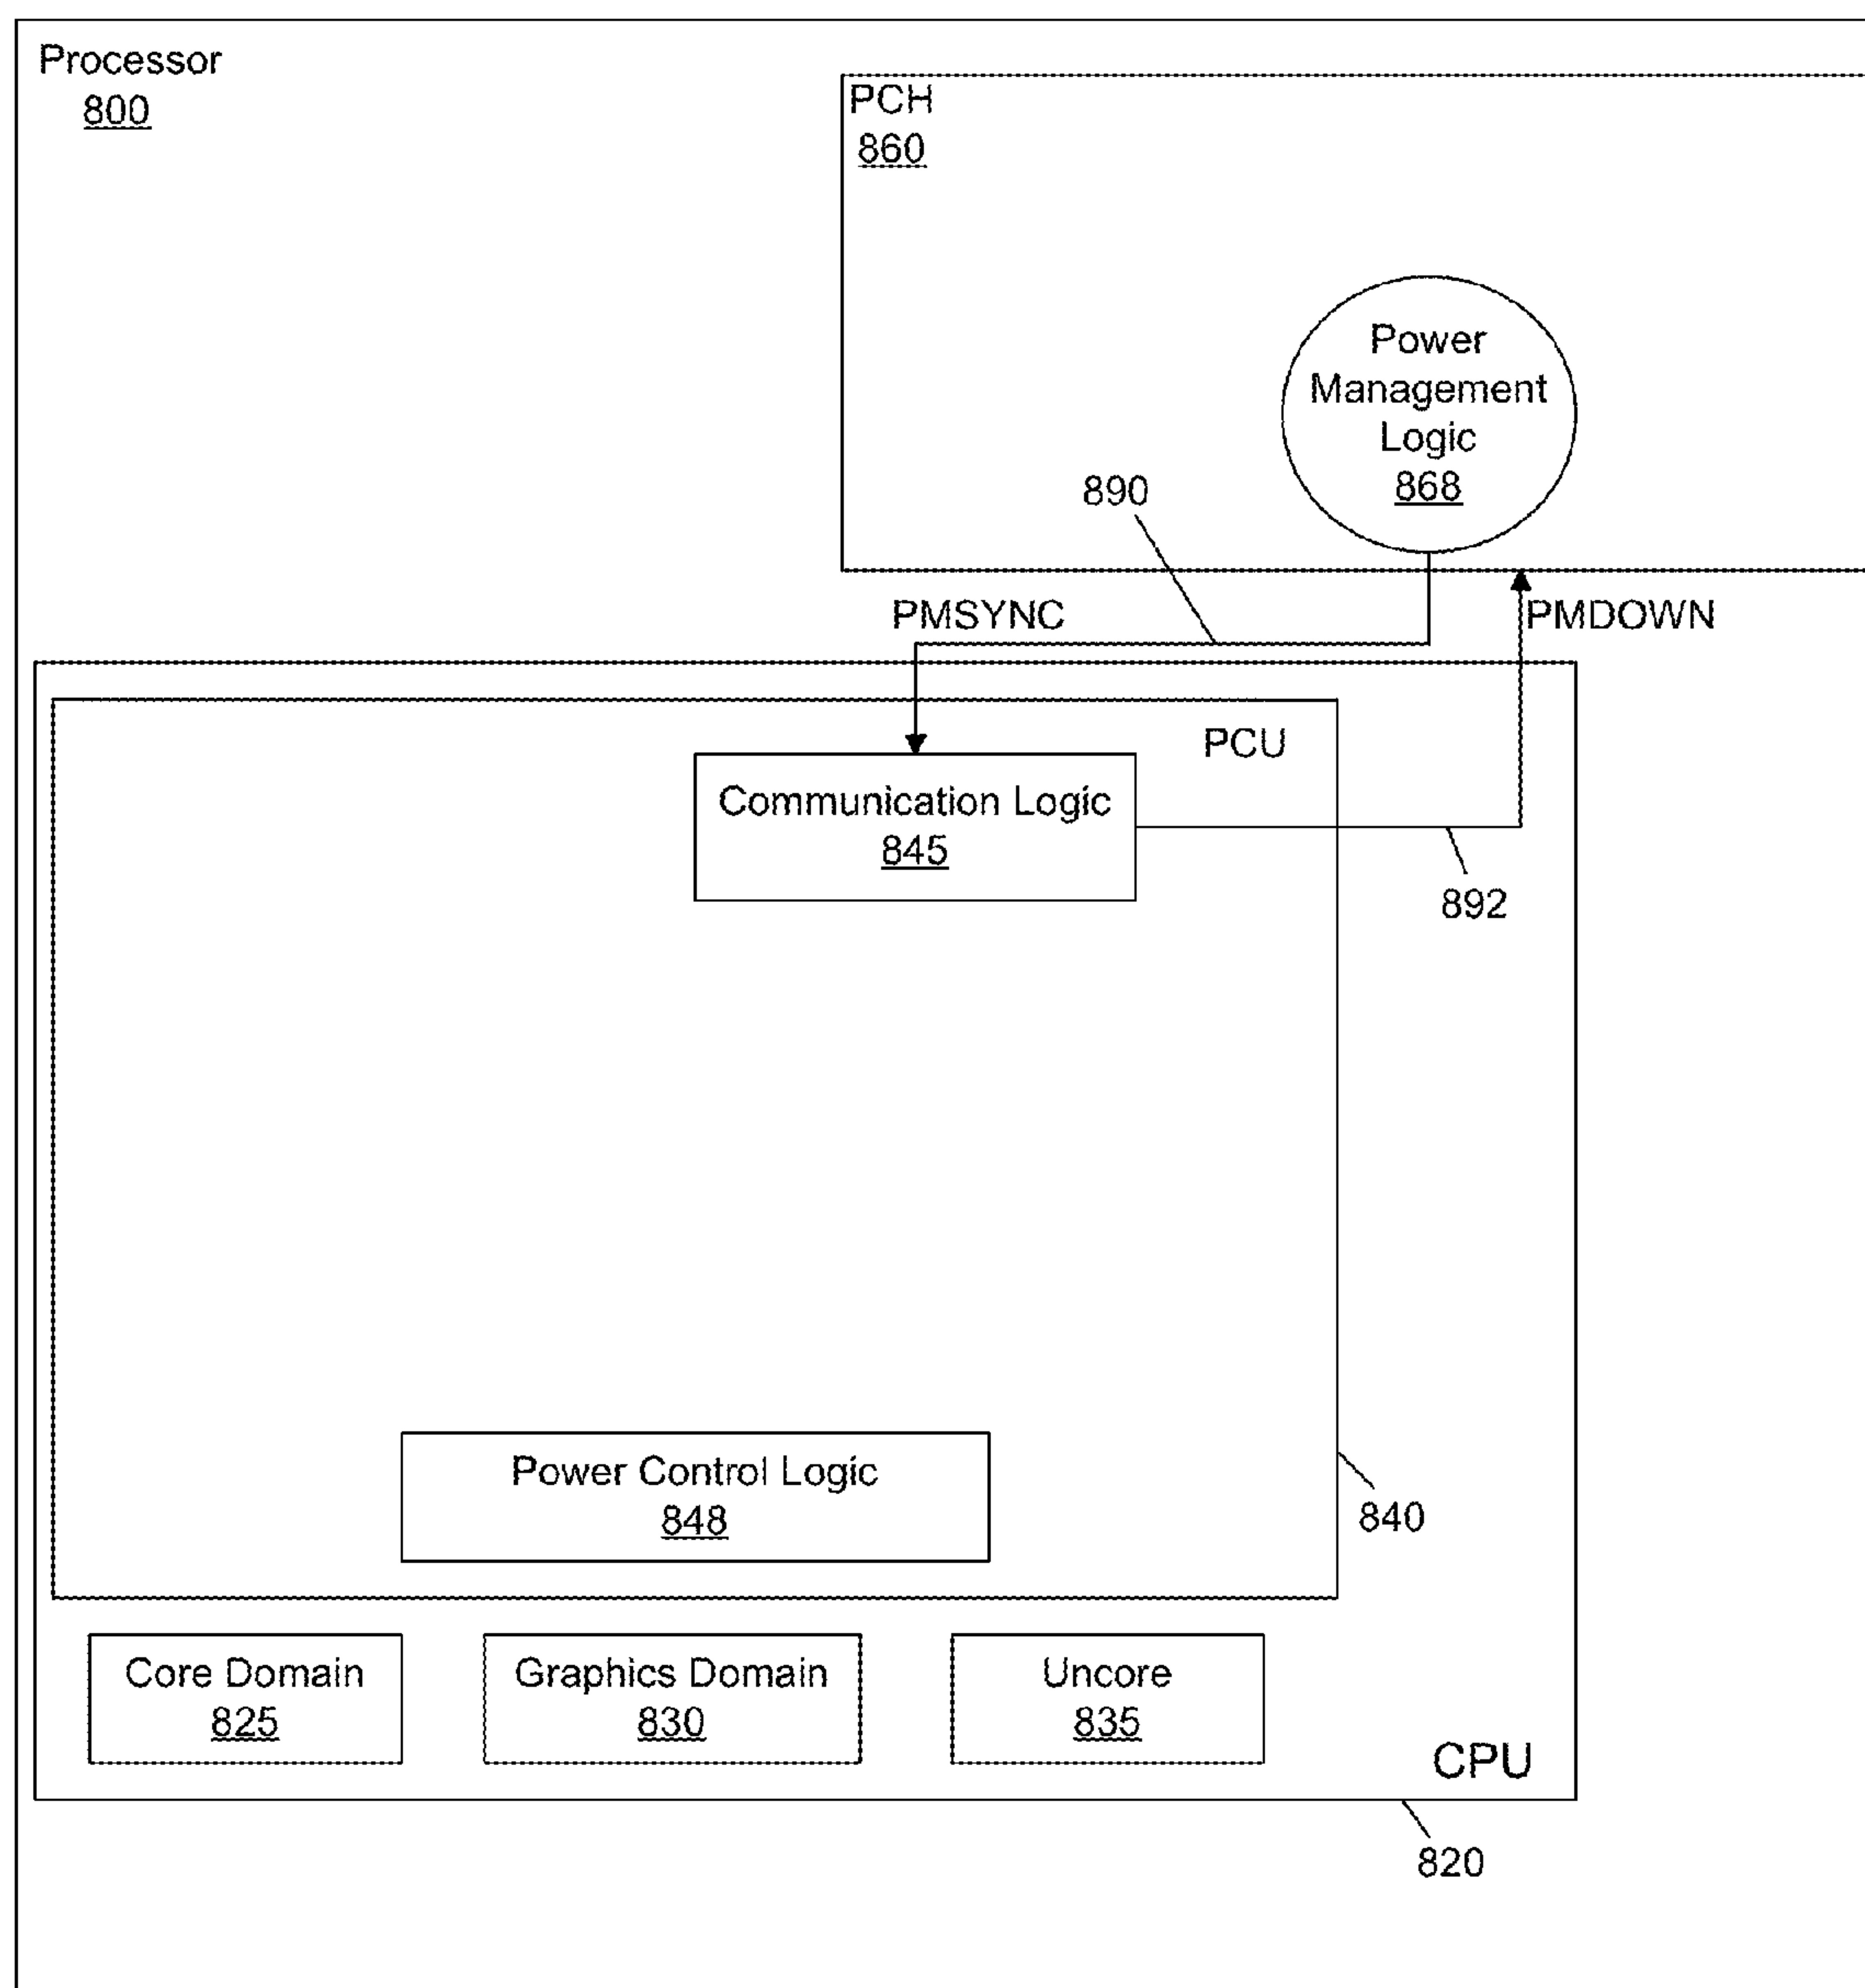 Processor
800
PCH
860
Power
Management
Logic
868
890
PMSYNC
PMDOWN
PCU
Communication Logic
845
892
Power Control Logic
848
840
Core Domain
825
Graphics Domain
830
Uncore
835
CPU
820